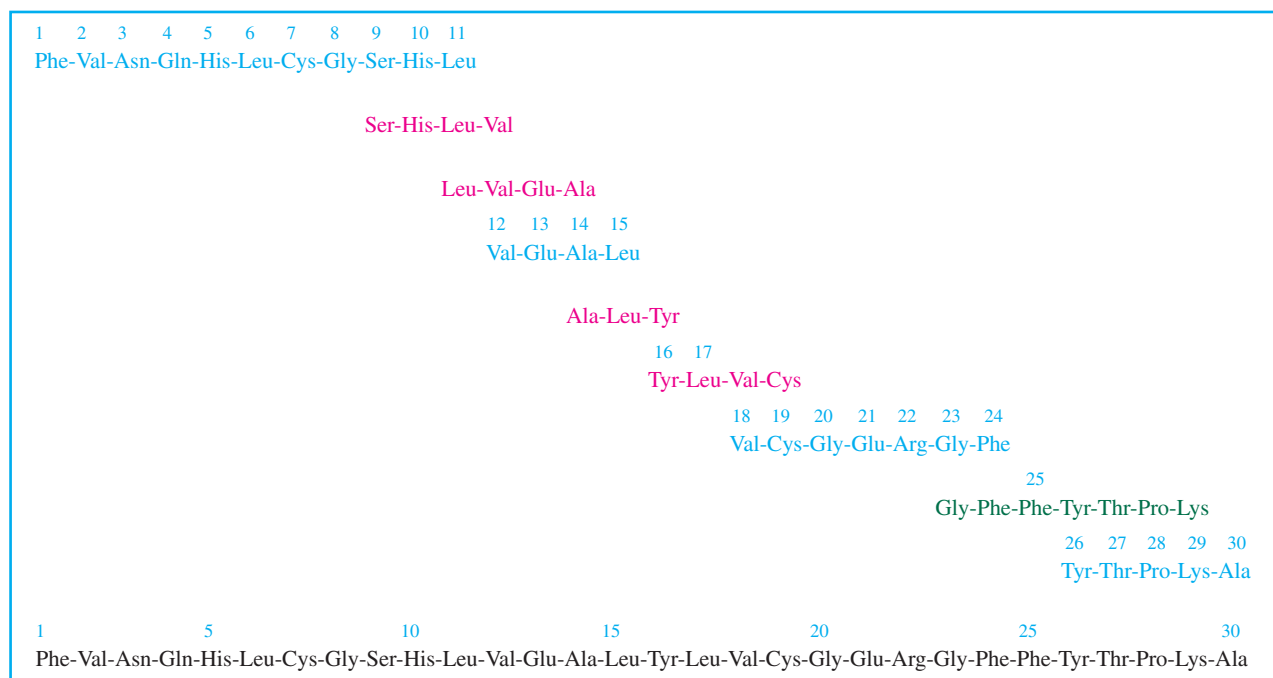 1 2 3 4 5 6 7 8 9 10 11
Phe-Val-Asn-Gln-His-Leu-Cys-Gly-Ser-His-Leu
Ser-His-Leu-Val
Leu-Val-Glu-Ala
12 13 14 15
Val-Glu-Ala-Leu
Ala-Leu-Tyr
16 17
Tyr-Leu-Val-Cys
18 19 20 21 22 23 24
Val-Cys-Gly-Glu-Arg-Gly-Phe
25
Gly-Phe-Phe-Tyr-Thr-Pro-Lys
26 27 28 29 30
Tyr-Thr-Pro-Lys-Ala
1 5 10 15 20 25 30
Phe-Val-Asn-Gln-His-Leu-Cys-Gly-Ser-His-Leu-Val-Glu-Ala-Leu-Tyr-Leu-Val-Cys-Gly-Glu-Arg-Gly-Phe-Phe-Tyr-Thr-Pro-Lys-Ala